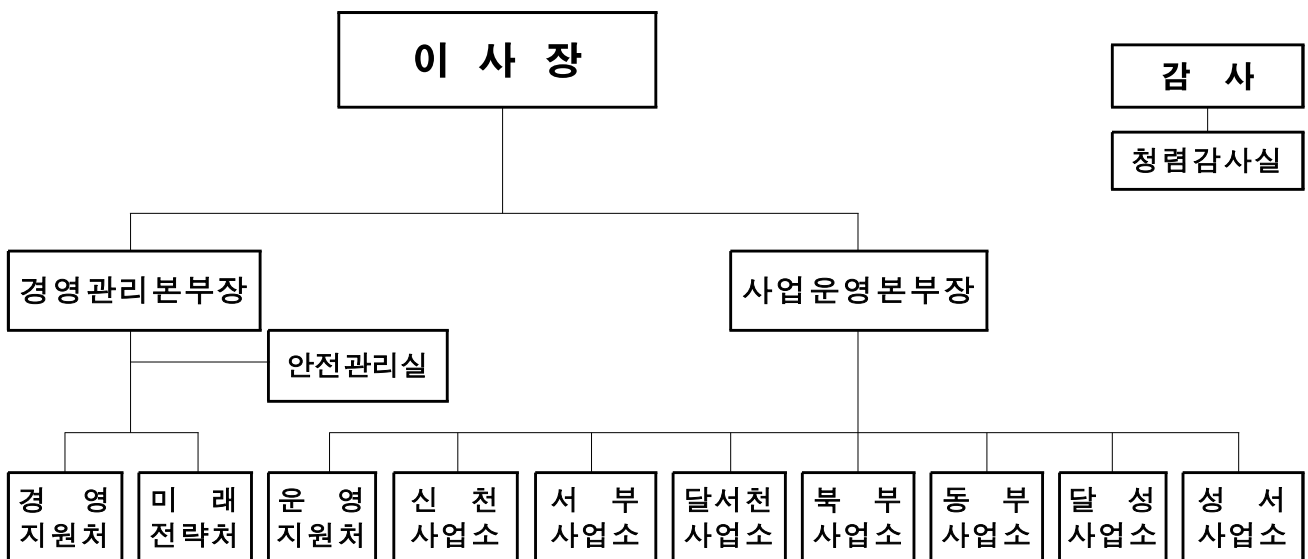 이 사 장
감 사
청렴감사실
경영관리본부장
사업운영본부장
안전관리실
경 영
지원처
미 래
전략처
운 영
지원처
신 천
사업소
서 부
사업소
달서천
사업소
북 부
사업소
동 부
사업소
달 성
사업소
성 서
사업소